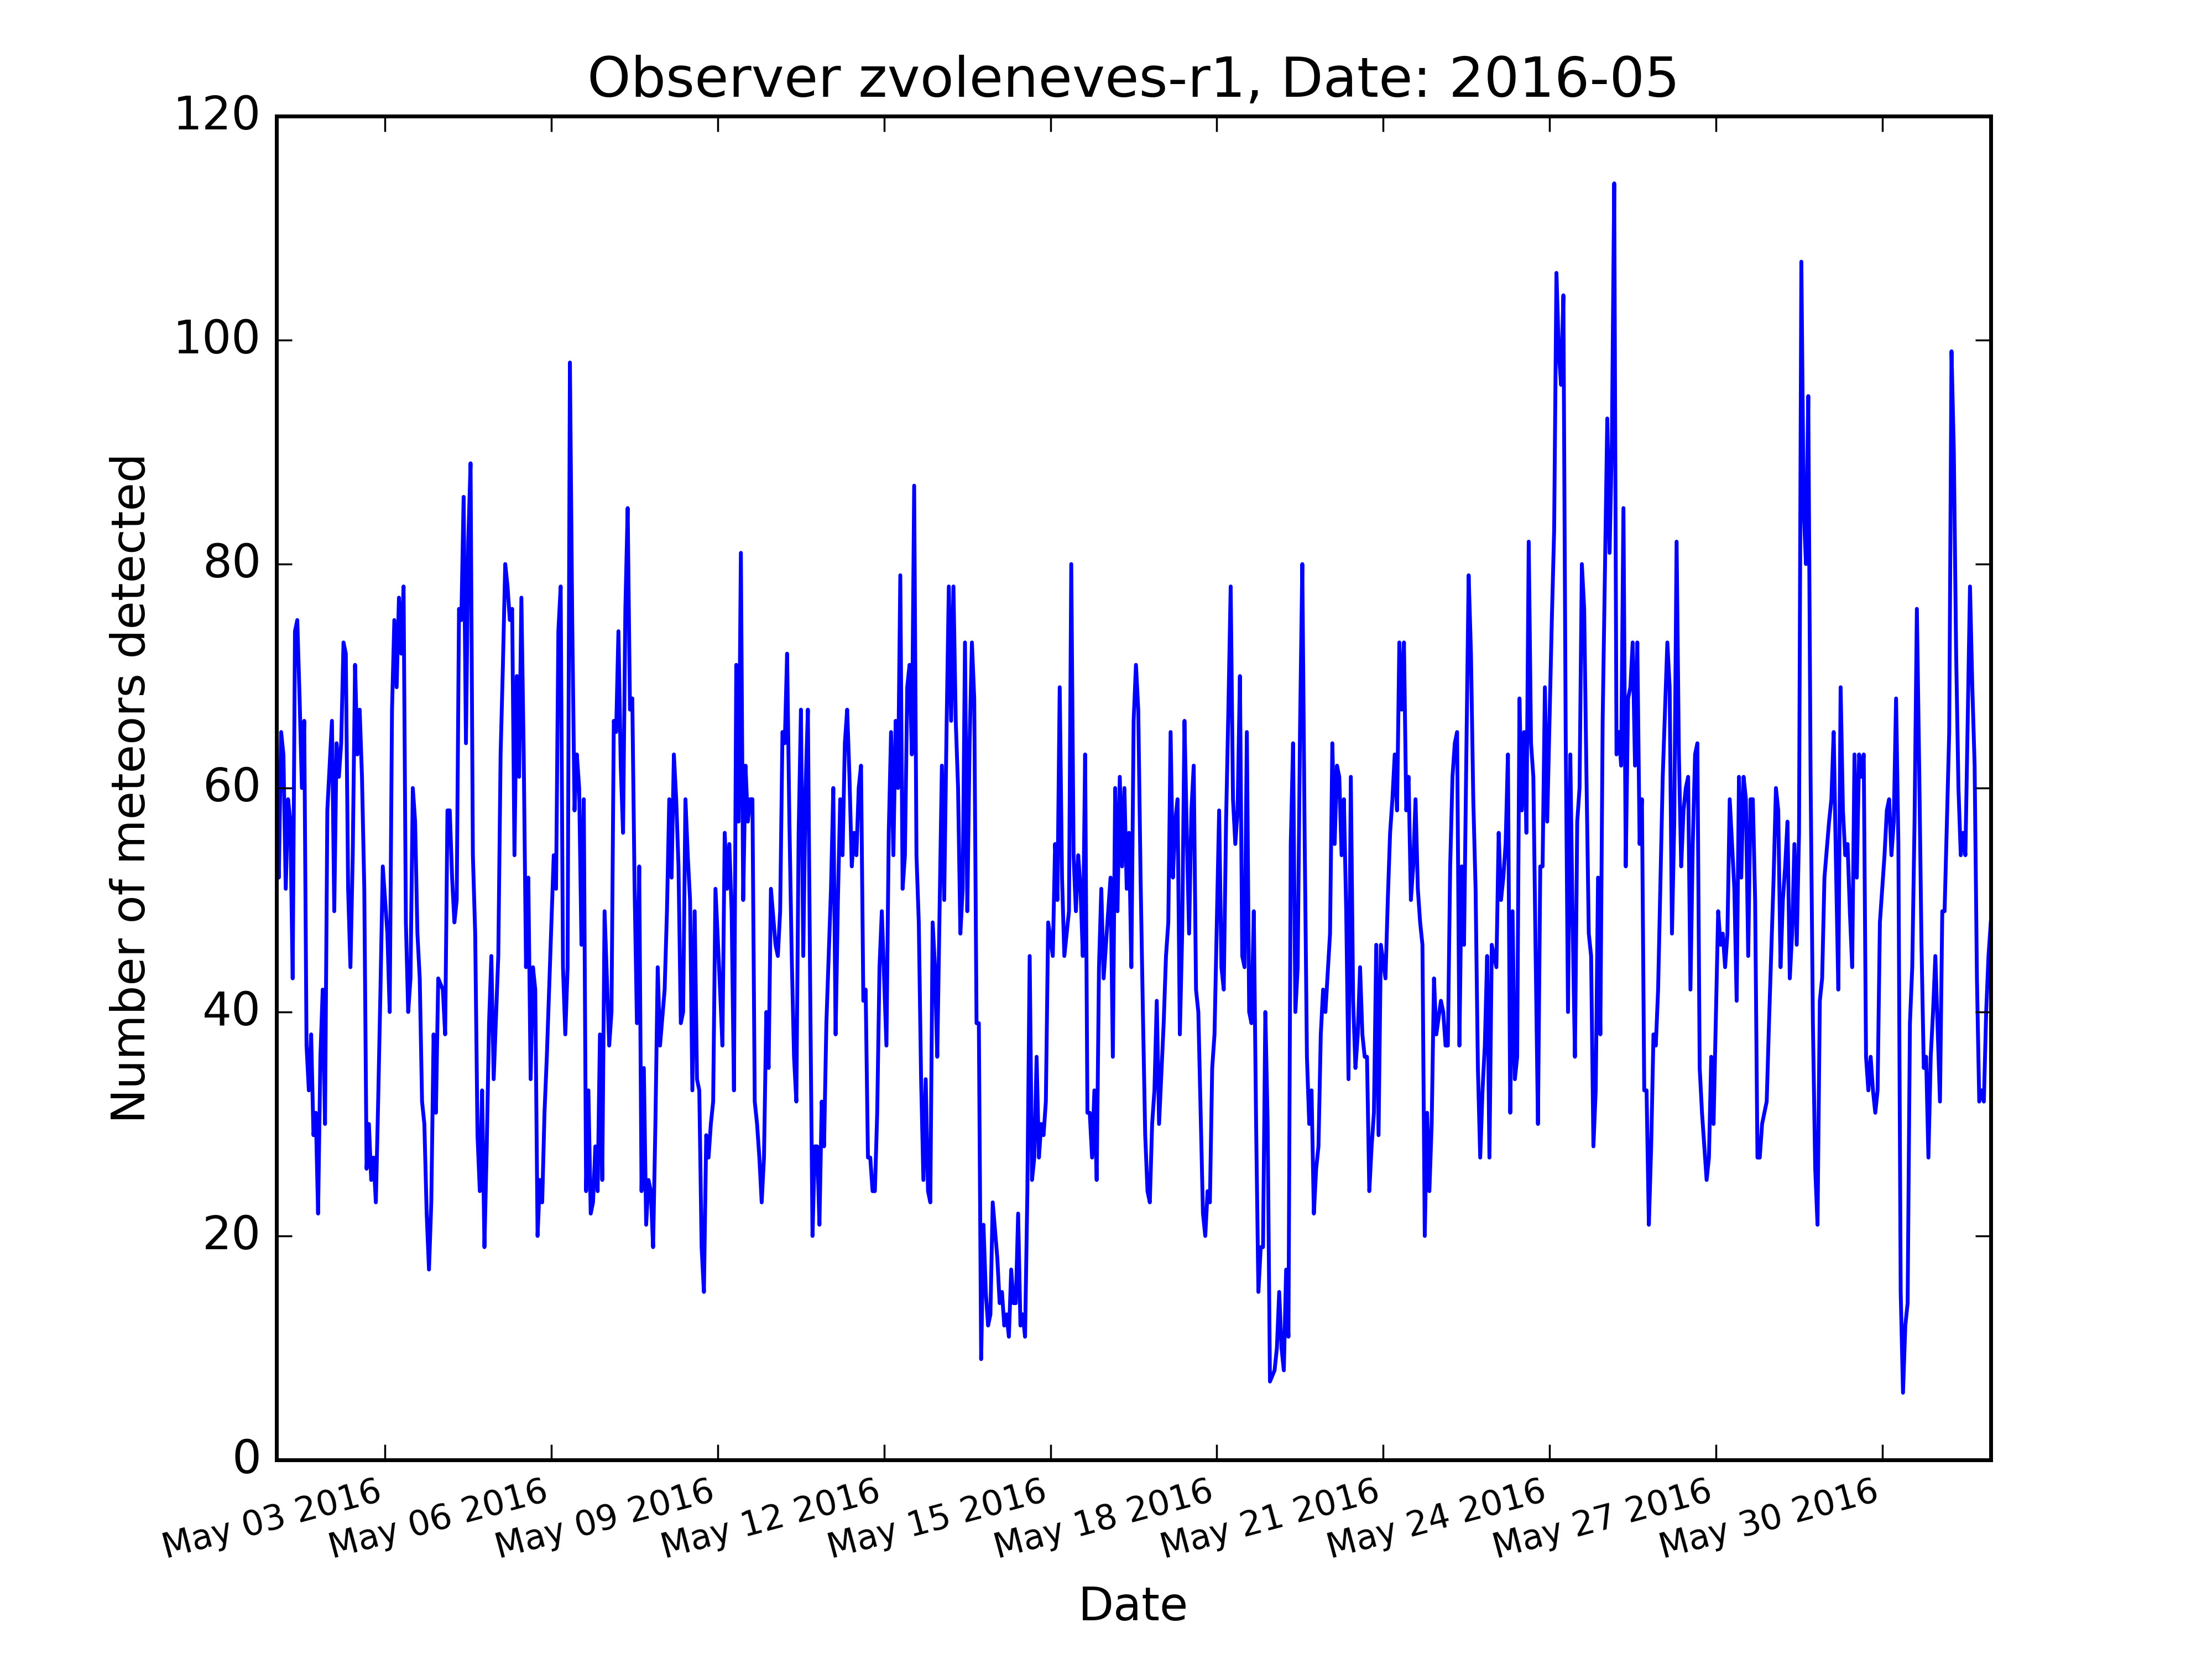 Observer zvoleneves-r1, Date: 2016-05
Number of meteors detected
120
100
80
60
40
20
0
May 03 2016
May 06 2016
May 09 2016
May 12 2016
May 15 2016
May 18 2016
May 21 2016
May 24 2016
May 27 2016
May 30 2016
Date